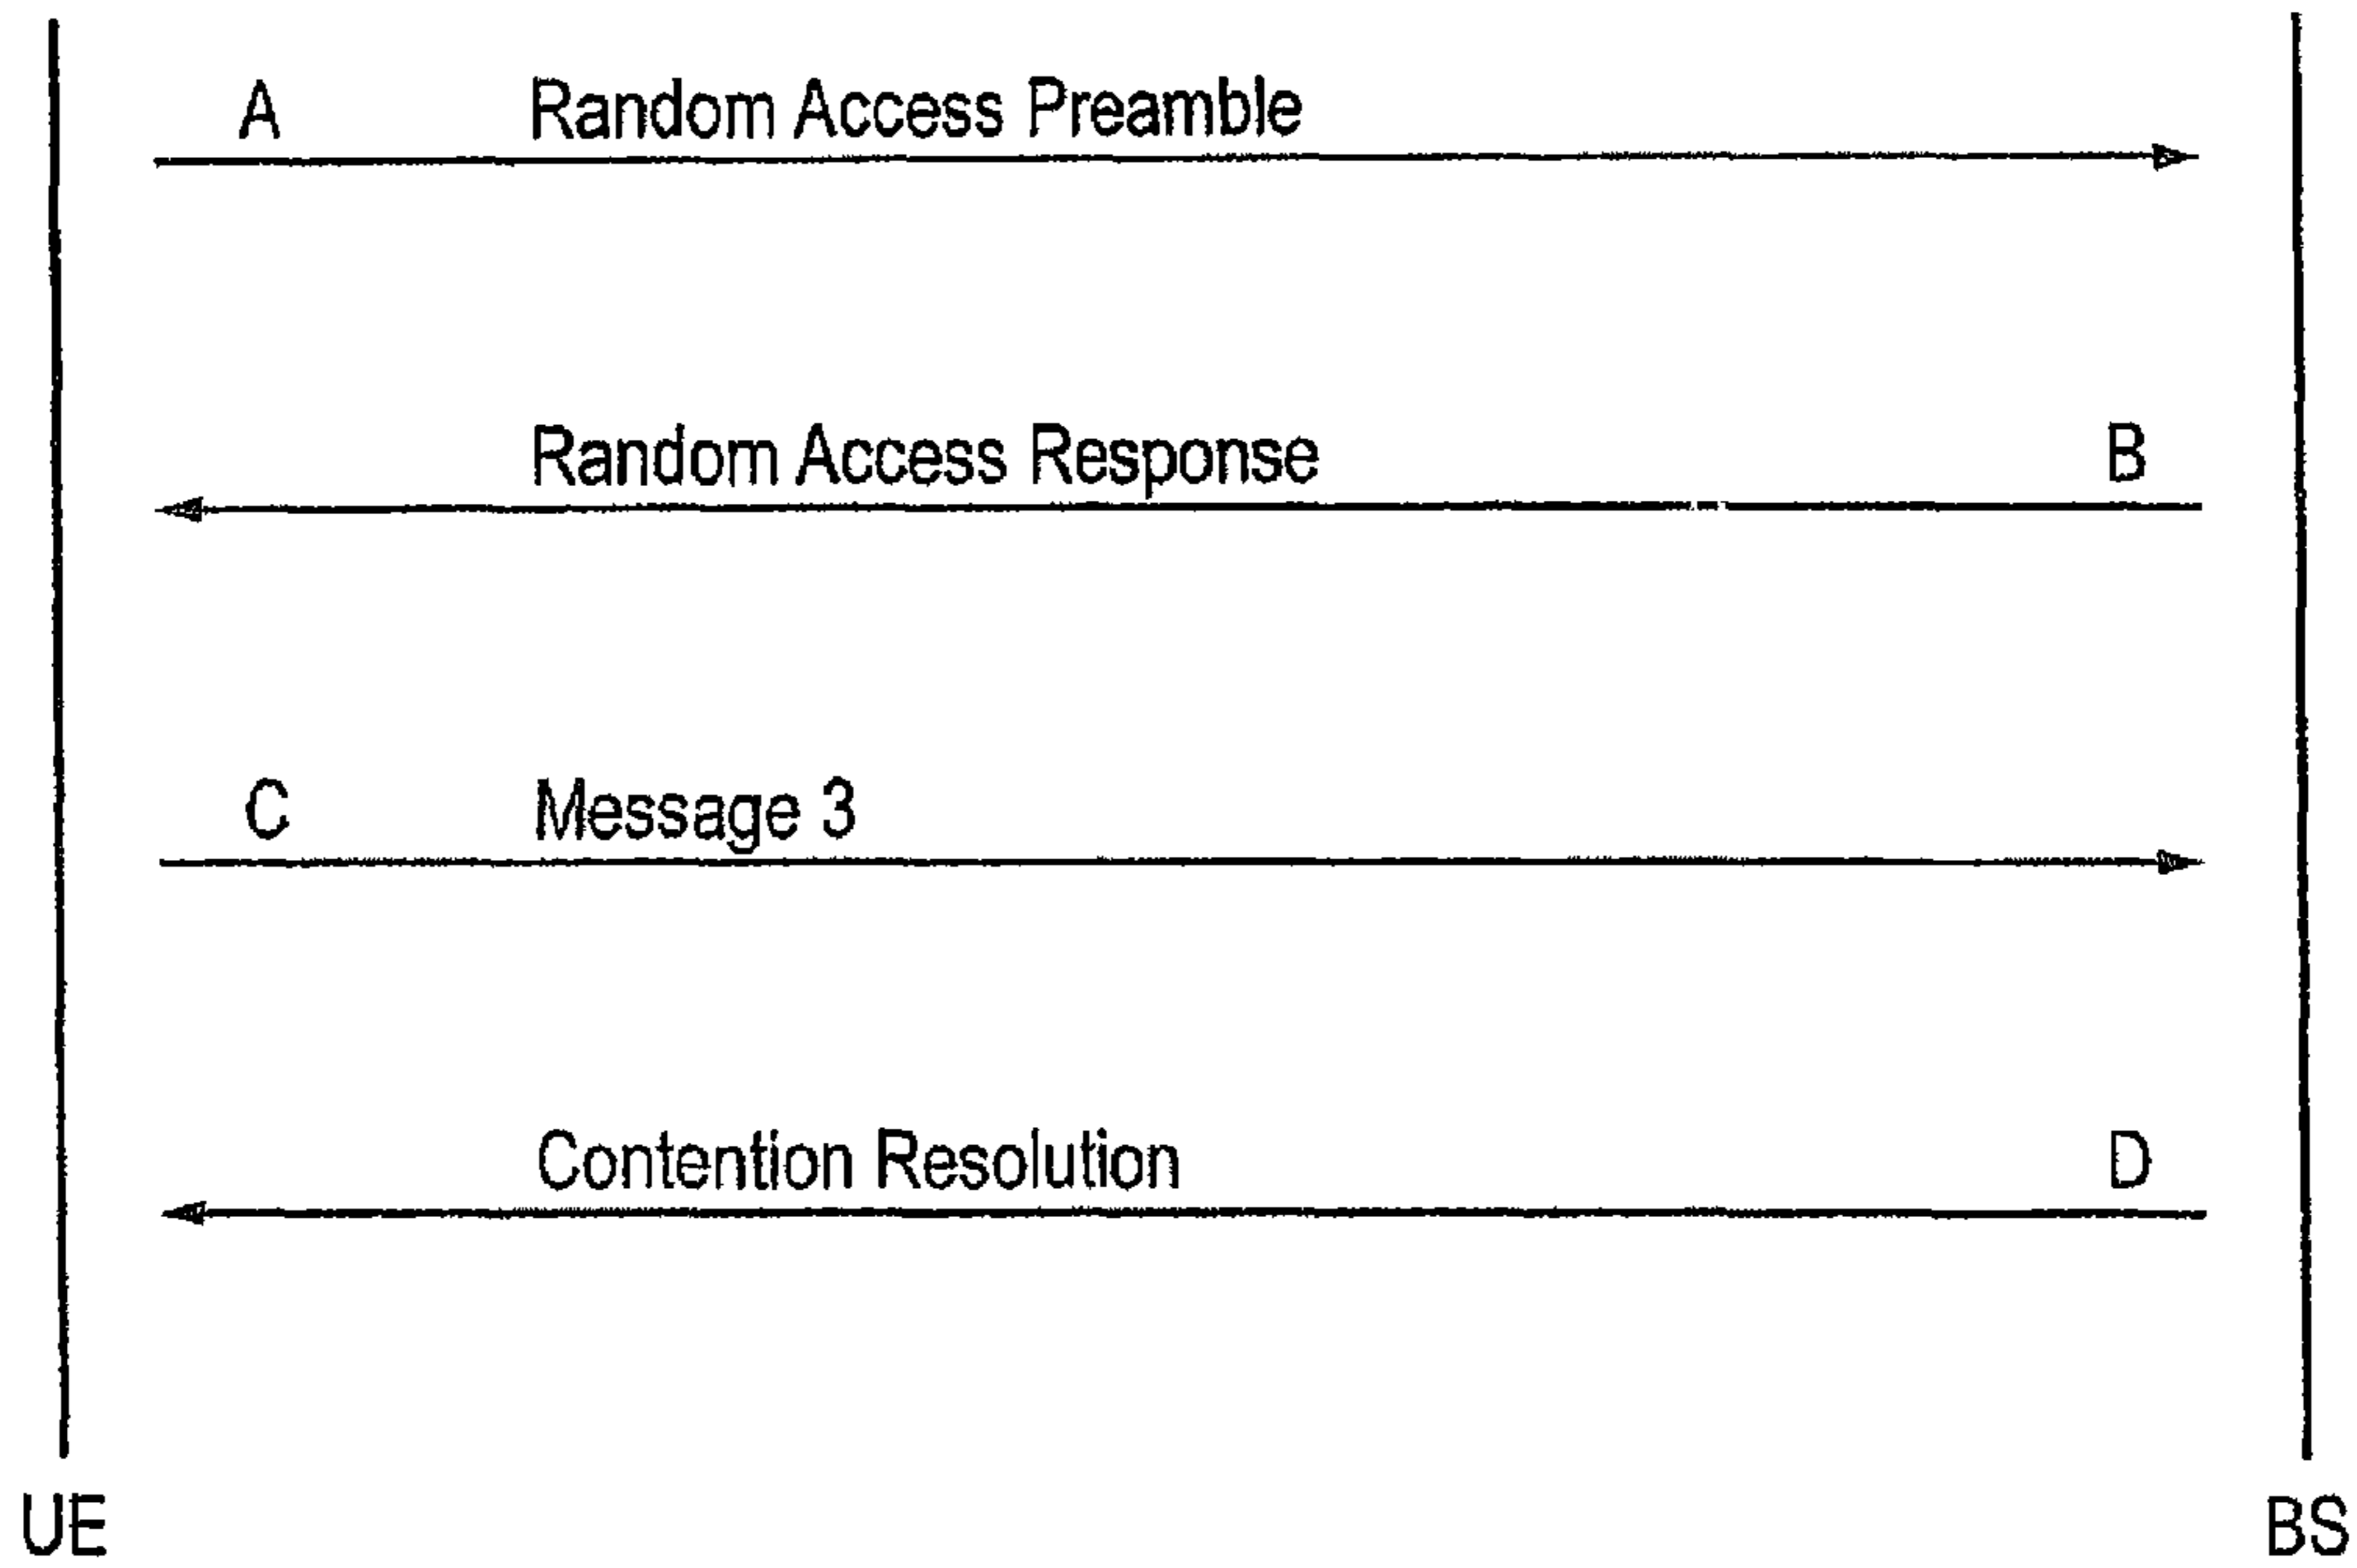 A Random Access Preamble
Random Access Response B
C Message 3
Contention Resolution D
UE BS